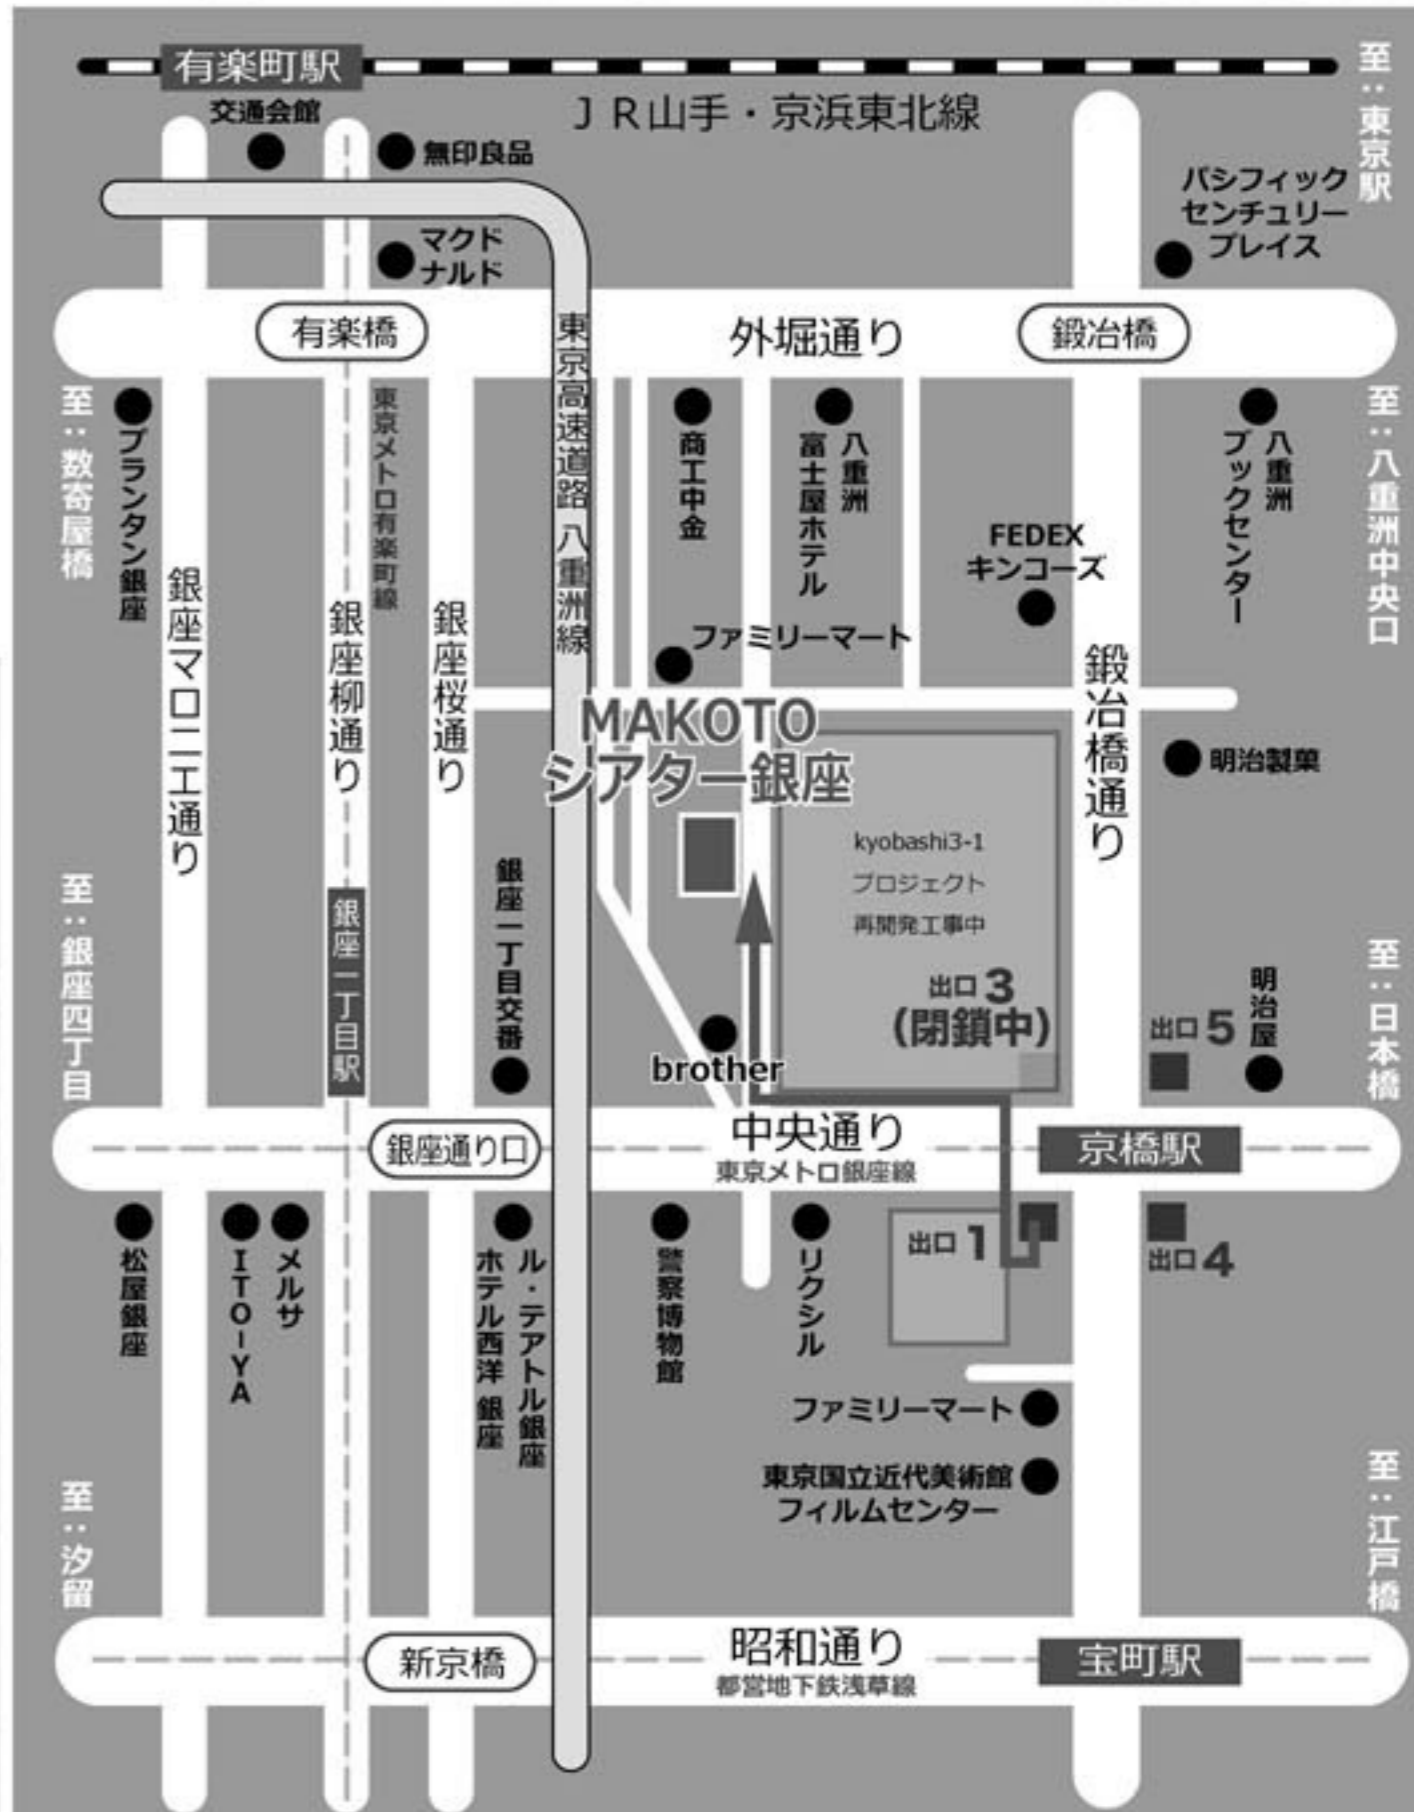 有楽町駅
交通会館
無印良品
JR山手・京浜東北線
至：東京駅
パシフィック
センチュリー
プレイス
マクド
ナルド
有楽橋
外堀通り
鍛冶橋
至：数寄屋橋
プランタン銀座
東京メトロ有楽町線
東京高速道路 八重洲線
商工中金
八重洲
富士屋ホテル
八重洲
ブックセンター
至：八重洲中央口
FEDEX
キンコーズ
銀座マロニエ通り
銀座柳通り
銀座桜通り
ファミリーマート
鍛冶橋通り
MAKOTO
シアター銀座
明治製菓
kyobashi3-1
プロジェクト
再開発工事中
至：銀座四丁目
銀座一丁目駅
銀座一丁目交番
brother
出口 3
(閉鎖中)
出口 5
明治屋
至：日本橋
銀座通り口
中央通り
東京メトロ銀座線
京橋駅
松屋銀座
ITO-YA
メルサ
ル・テアトル銀座
ホテル西洋 銀座
警察博物館
リクシル
出口 1
出口 4
ファミリーマート
東京国立近代美術館
フィルムセンター
至：汐留
至：江戸橋
新京橋
昭和通り
都営地下鉄浅草線
宝町駅